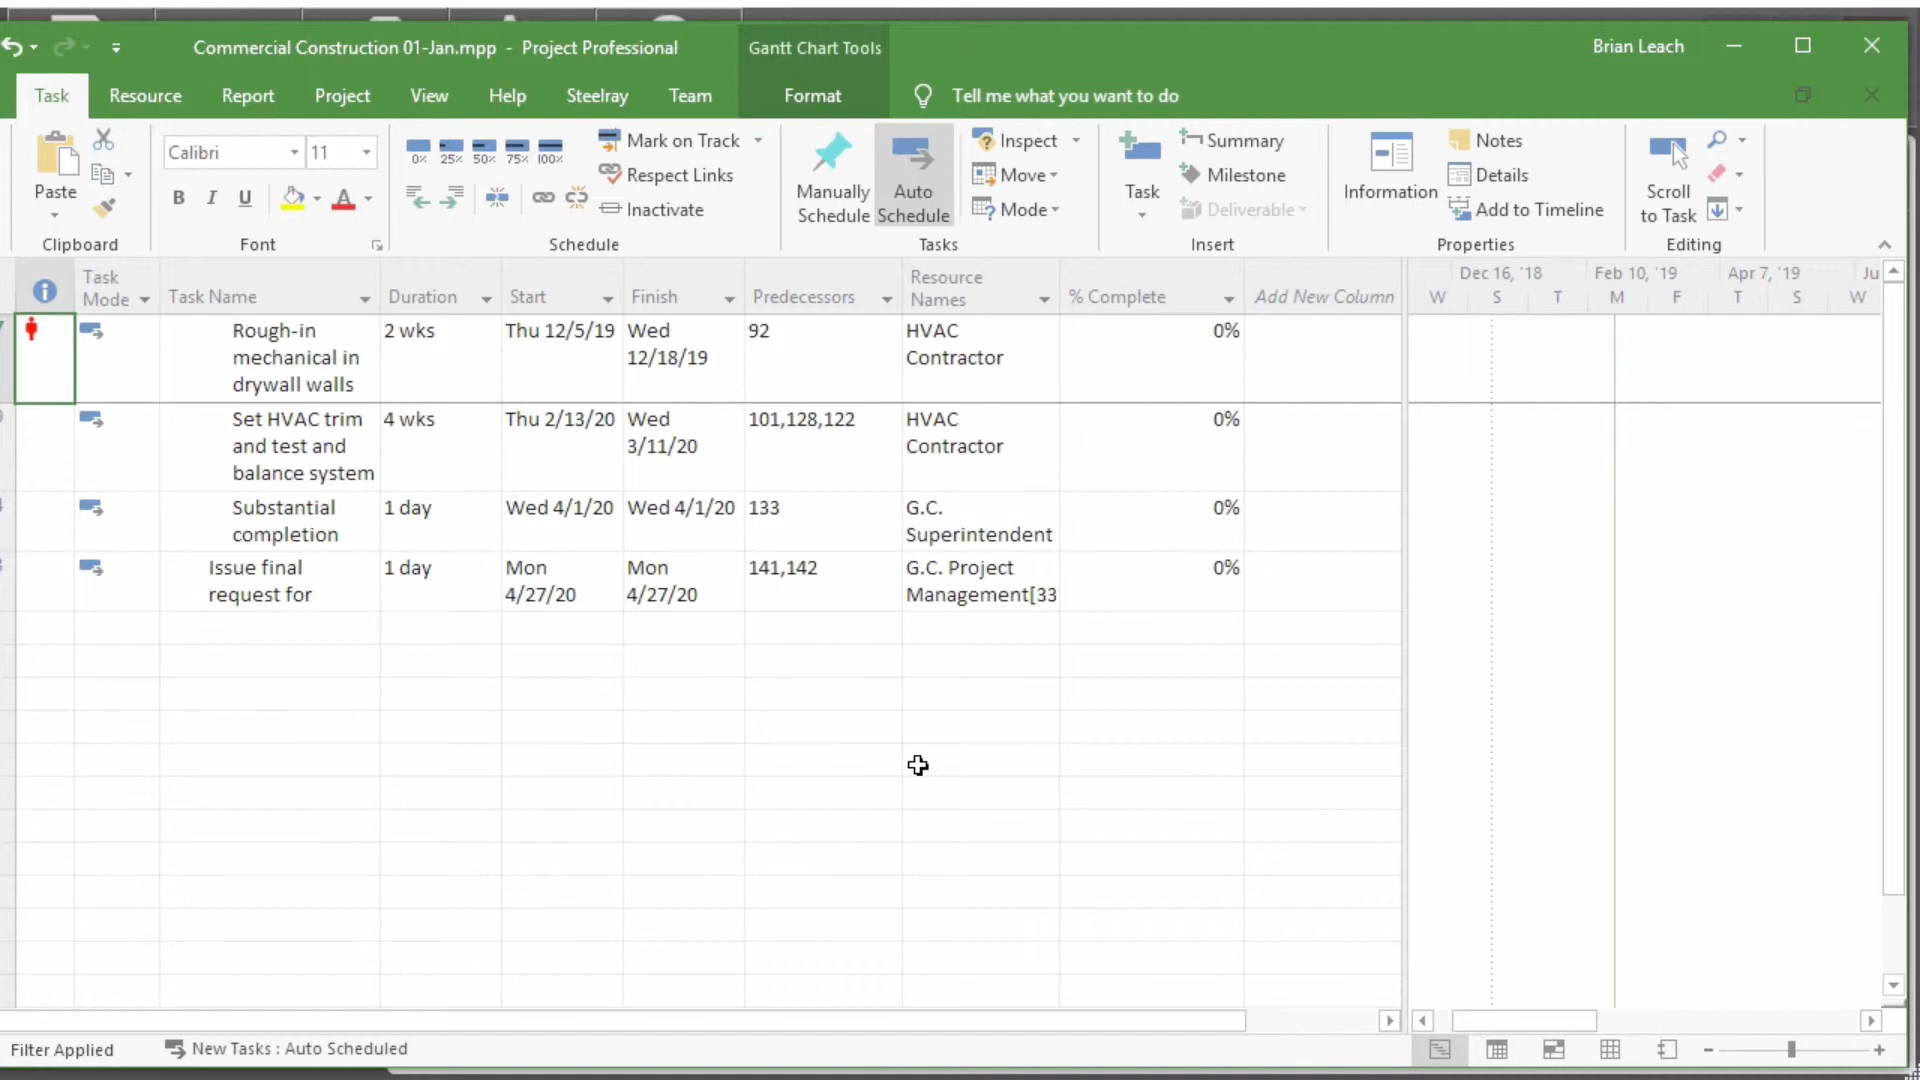 Commercial Construction 01-Jan.mpp - Project Professional
Gantt Chart Tools
Brian Leach
Task Resource Report Project View Help Steelray Team Format Tell me what you want to do
Paste
Clipboard
Calibri 11
B I U A
Font
0% 25% 50% 75% 100%
Mark on Track
Respect Links
Inactivate
Schedule
Manually Schedule
Auto Schedule
Inspect
Move
Mode
Tasks
Task
Summary
Milestone
Deliverable
Insert
Information
Notes
Details
Add to Timeline
Properties
Scroll to Task
Editing
Task Mode
Task Name
Duration
Start
Finish
Predecessors
Resource Names
% Complete
Add New Column
Dec 16, '18 Feb 10, '19 Apr 7, '19 Ju
W S T M F T S W
Rough-in 2 wks Thu 12/5/19 Wed 92 HVAC 0%
mechanical in 12/18/19 Contractor
drywall walls
Set HVAC trim 4 wks Thu 2/13/20 Wed 101,128,122 HVAC 0%
and test and 3/11/20 Contractor
balance system
Substantial 1 day Wed 4/1/20 Wed 4/1/20 133 G.C. 0%
completion Superintendent
Issue final 1 day Mon Mon 141,142 G.C. Project 0%
request for 4/27/20 4/27/20 Management[33
Filter Applied New Tasks : Auto Scheduled